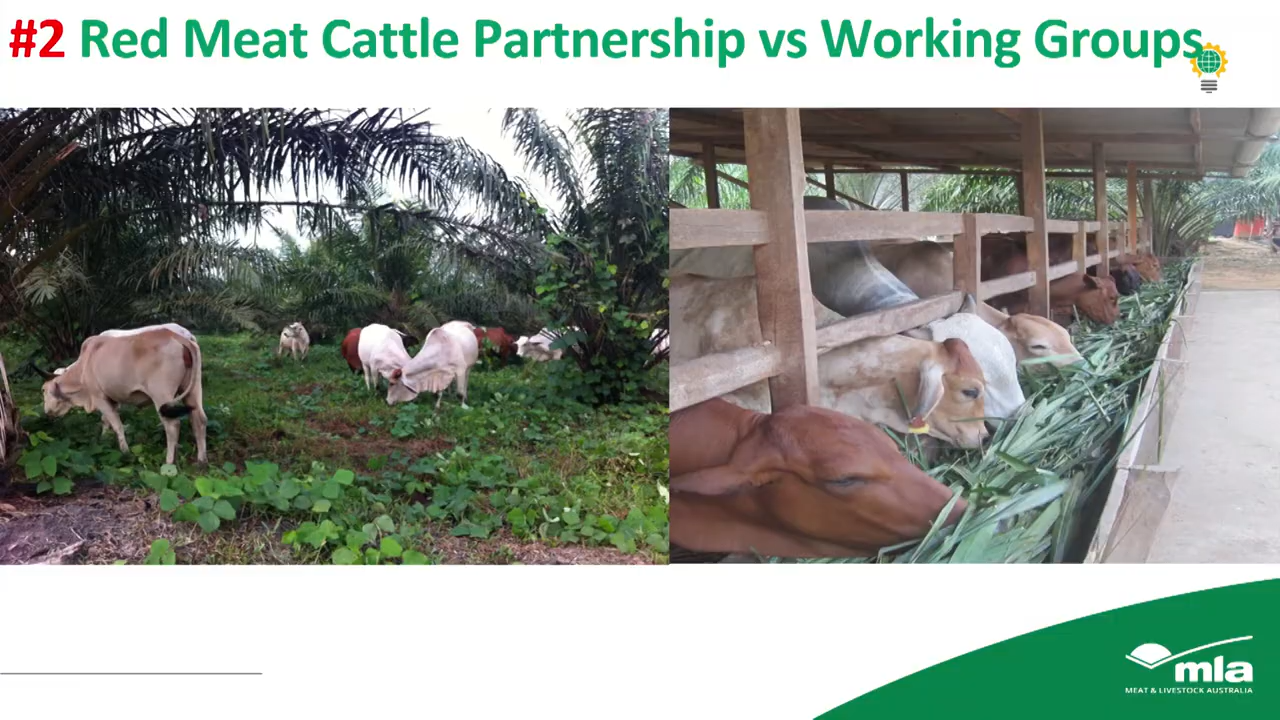 #2 Red Meat Cattle Partnership vs Working Groups
mla
MEAT & LIVESTOCK AUSTRALIA